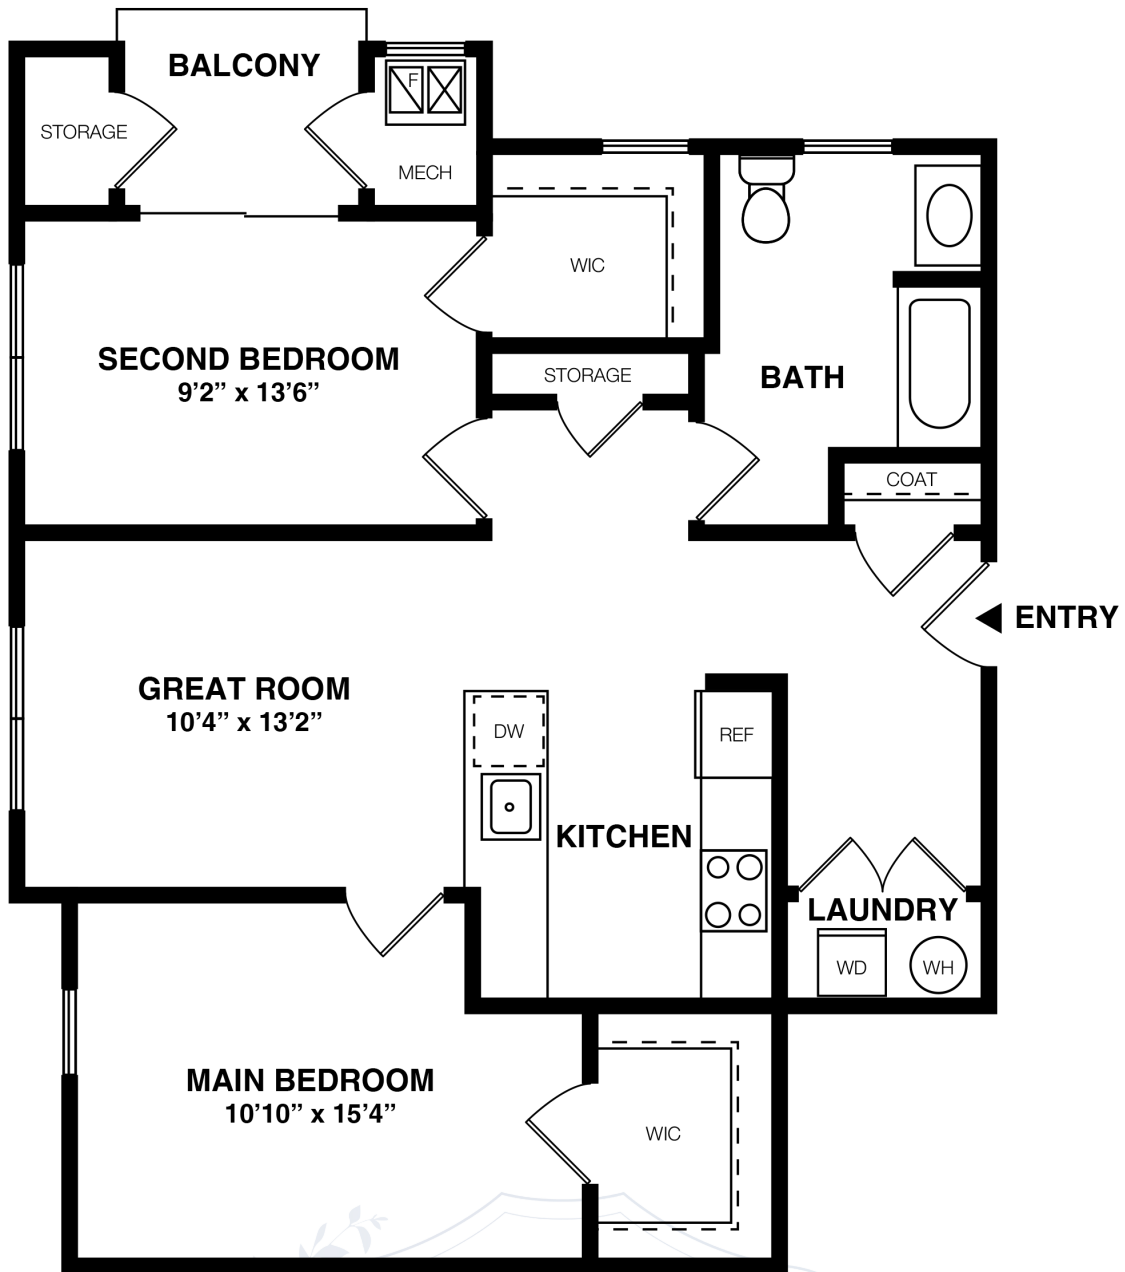 BALCONY
F
STORAGE
MECH
WIC
SECOND BEDROOM
9’2” x 13’6”
STORAGE
BATH
COAT
ENTRY
GREAT ROOM
10’4” x 13’2”
DW
REF
KITCHEN
LAUNDRY
WD
WH
MAIN BEDROOM
10’10” x 15’4”
WIC